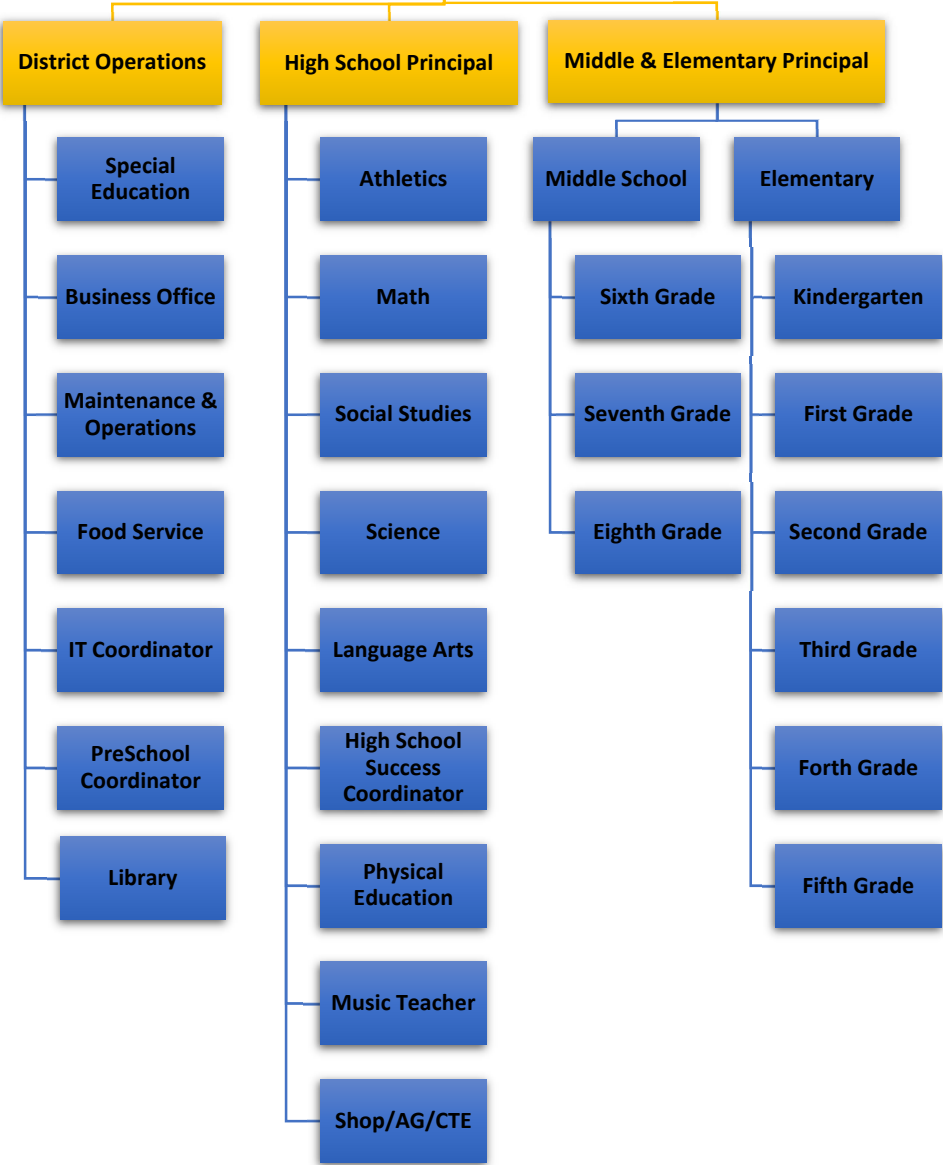 District Operations
Special
Education
Business Office
Maintenance &
Operations
Food Service
IT Coordinator
PreSchool
Coordinator
Library
High School Principal
Athletics
Math
Social Studies
Science
Language Arts
High School
Success
Coordinator
Physical
Education
Music Teacher
Shop/AG/CTE
Middle & Elementary Principal
Middle School
Sixth Grade
Seventh Grade
Eighth Grade
Elementary
Kindergarten
First Grade
Second Grade
Third Grade
Forth Grade
Fifth Grade